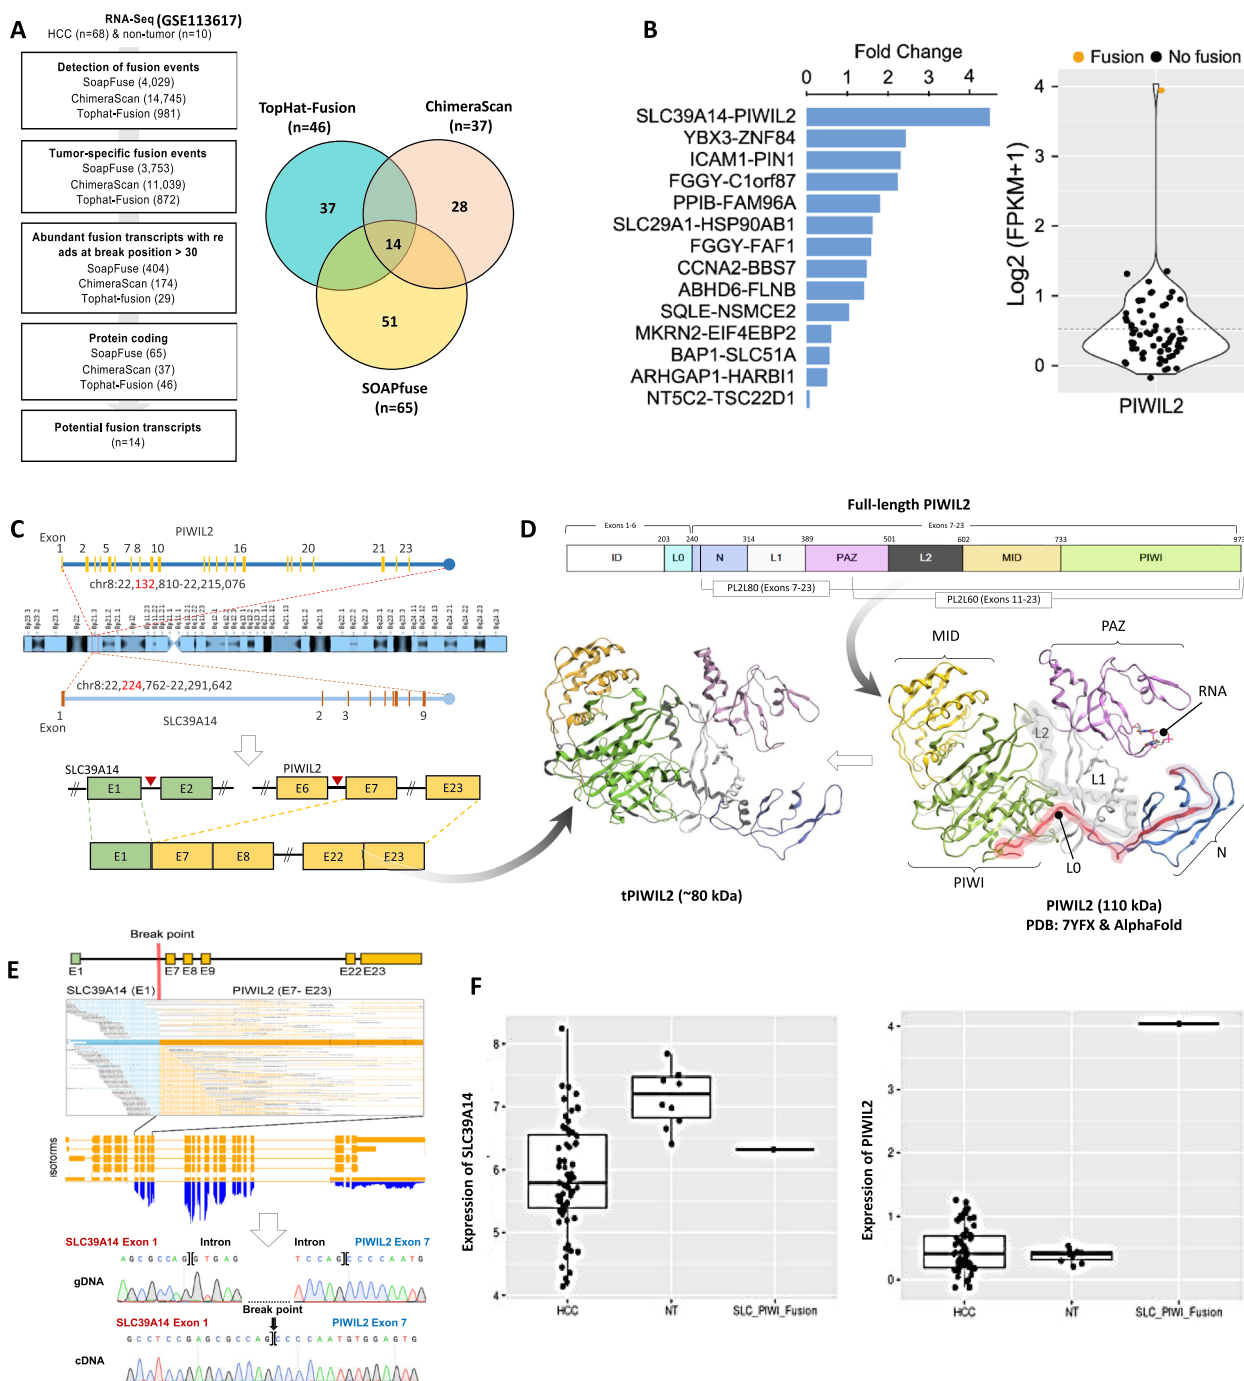 A
RNA-Seq (GSE113617)
HCC (n=68) & non-tumor (n=10)
Detection of fusion events
SoapFuse (4,029)
ChimeraScan (14,745)
Tophat-Fusion (981)
Tumor-specific fusion events
SoapFuse (3,753)
ChimeraScan (11,039)
Tophat-Fusion (872)
Abundant fusion transcripts with re
ads at break position > 30
SoapFuse (404)
ChimeraScan (174)
Tophat-fusion (29)
Protein coding
SoapFuse (65)
ChimeraScan (37)
Tophat-Fusion (46)
Potential fusion transcripts
(n=14)
TopHat-Fusion
(n=46)
ChimeraScan
(n=37)
37
28
14
51
SOAPfuse
(n=65)
B
Fold Change
0 1 2 3 4
SLC39A14-PIWIL2
YBX3-ZNF84
ICAM1-PIN1
FGGY-C1orf87
PPIB-FAM96A
SLC29A1-HSP90AB1
FGGY-FAF1
CCNA2-BBS7
ABHD6-FLNB
SQLE-NSMCE2
MKRN2-EIF4EBP2
BAP1-SLC51A
ARHGAP1-HARBI1
NT5C2-TSC22D1
Fusion No fusion
Log2 (FPKM+1)
4
3
2
1
0
PIWIL2
C
PIWIL2
Exon
1 2 4 5 7 8 10 16 20 21 23
chr8:22,132,810-22,215,076
chr8:22,224,762-22,291,642
Exon
1 2 3 9
SLC39A14
SLC39A14
E1 E2
PIWIL2
E6 E7 E23
E1 E7 E8 E22 E23
D
Full-length PIWIL2
Exons 1-6
Exons 7-23
203 240 314 389 501 602 733 973
ID L0 N L1 PAZ L2 MID PIWI
PL2L80 (Exons 7-23)
PL2L60 (Exons 11-23)
MID
PAZ
RNA
L2
L1
L0
N
PIWI
tPIWIL2 (~80 kDa)
PIWIL2 (110 kDa)
PDB: 7YFX & AlphaFold
E
Break point
E1 E7 E8 E9 E22 E23
SLC39A14 (E1) PIWIL2 (E7- E23)
isotorms
SLC39A14 Exon 1 Intron Intron PIWIL2 Exon 7
A G C G C C A G G T G A G T C C A G C C C C A A T G
gDNA
Break point
SLC39A14 Exon 1 PIWIL2 Exon 7
G C C T C C G A G C G C C A G C C C C A A T G T G G A G T G
cDNA
F
Expression of SLC39A14
8
7
6
5
4
HCC NT SLC_PIWI_Fusion
Expression of PIWIL2
4
3
2
1
0
HCC NT SLC_PIWI_Fusion